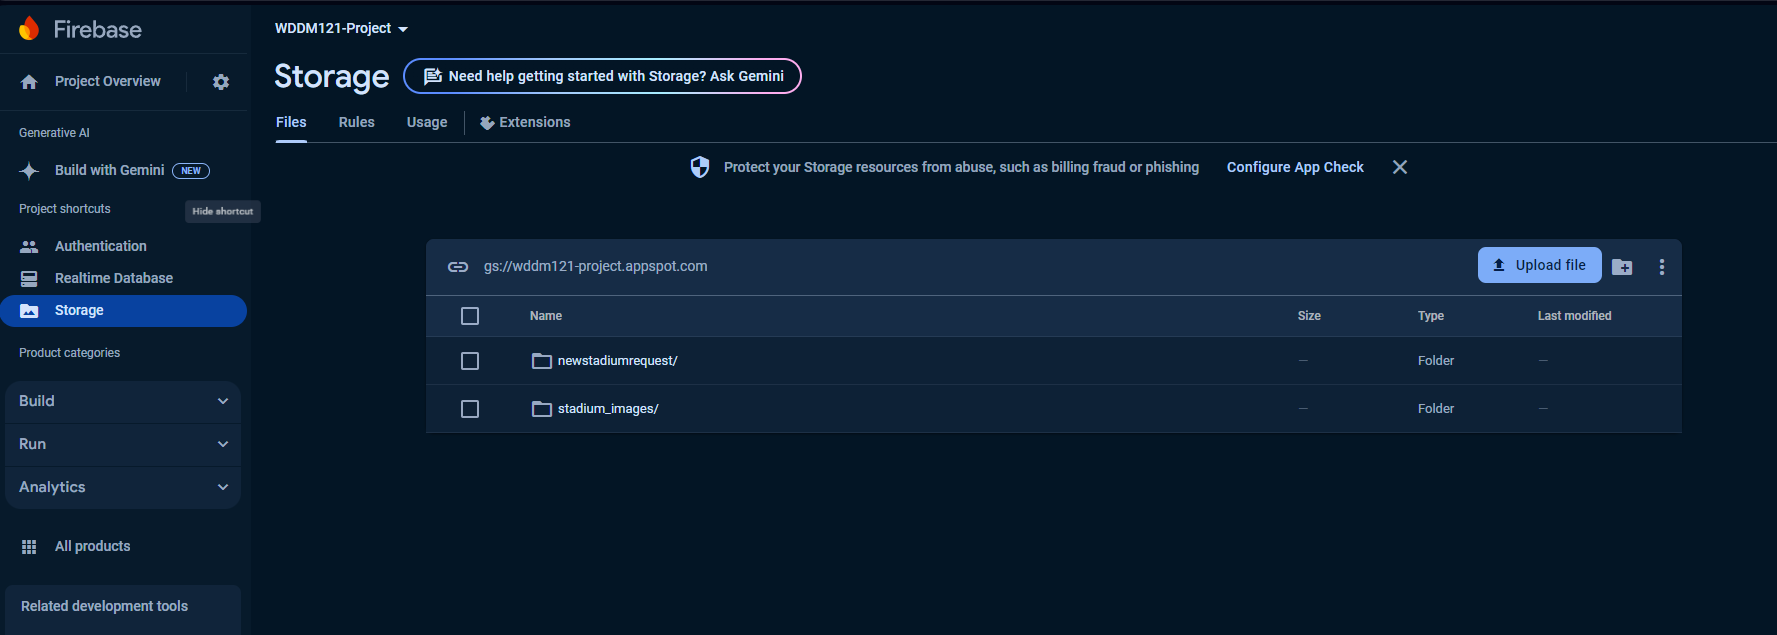 Firebase
Project Overview
Generative AI
Build with Gemini NEW
Project shortcuts
Hide shortcut
Authentication
Realtime Database
Storage
Product categories
Build
Run
Analytics
All products
Related development tools
WDDM121-Project
Storage
Need help getting started with Storage? Ask Gemini
Files Rules Usage Extensions
Protect your Storage resources from abuse, such as billing fraud or phishing Configure App Check
gs://wddm121-project.appspot.com
Upload file
Name Size Type Last modified
newstadiumrequest/ — Folder —
stadium_images/ — Folder —